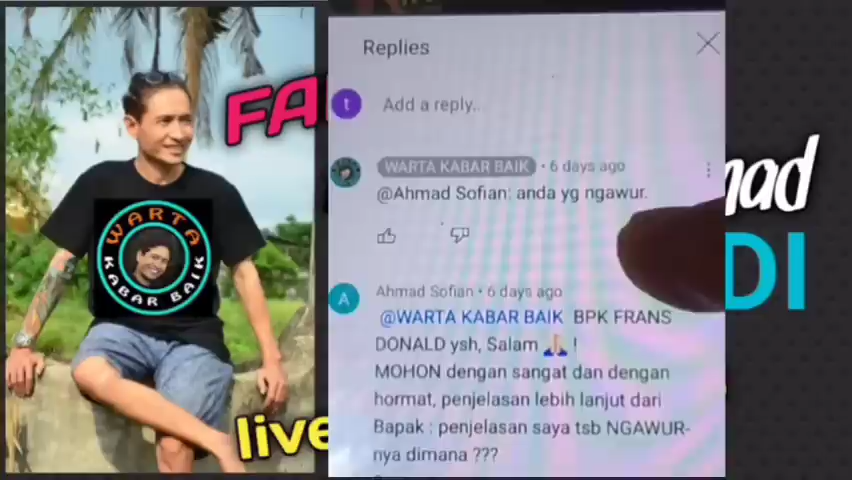 WARTA
KABAR BAIK
FA
live
Replies
t
Add a reply...
WARTA KABAR BAIK • 6 days ago
@Ahmad Sofian: anda yg ngawur.
A
Ahmad Sofian • 6 days ago
@WARTA KABAR BAIK BPK FRANS
DONALD ysh, Salam 🙏 !
MOHON dengan sangat dan dengan
hormat, penjelasan lebih lanjut dari
Bapak : penjelasan saya tsb NGAWUR-
nya dimana ???
mad
DI